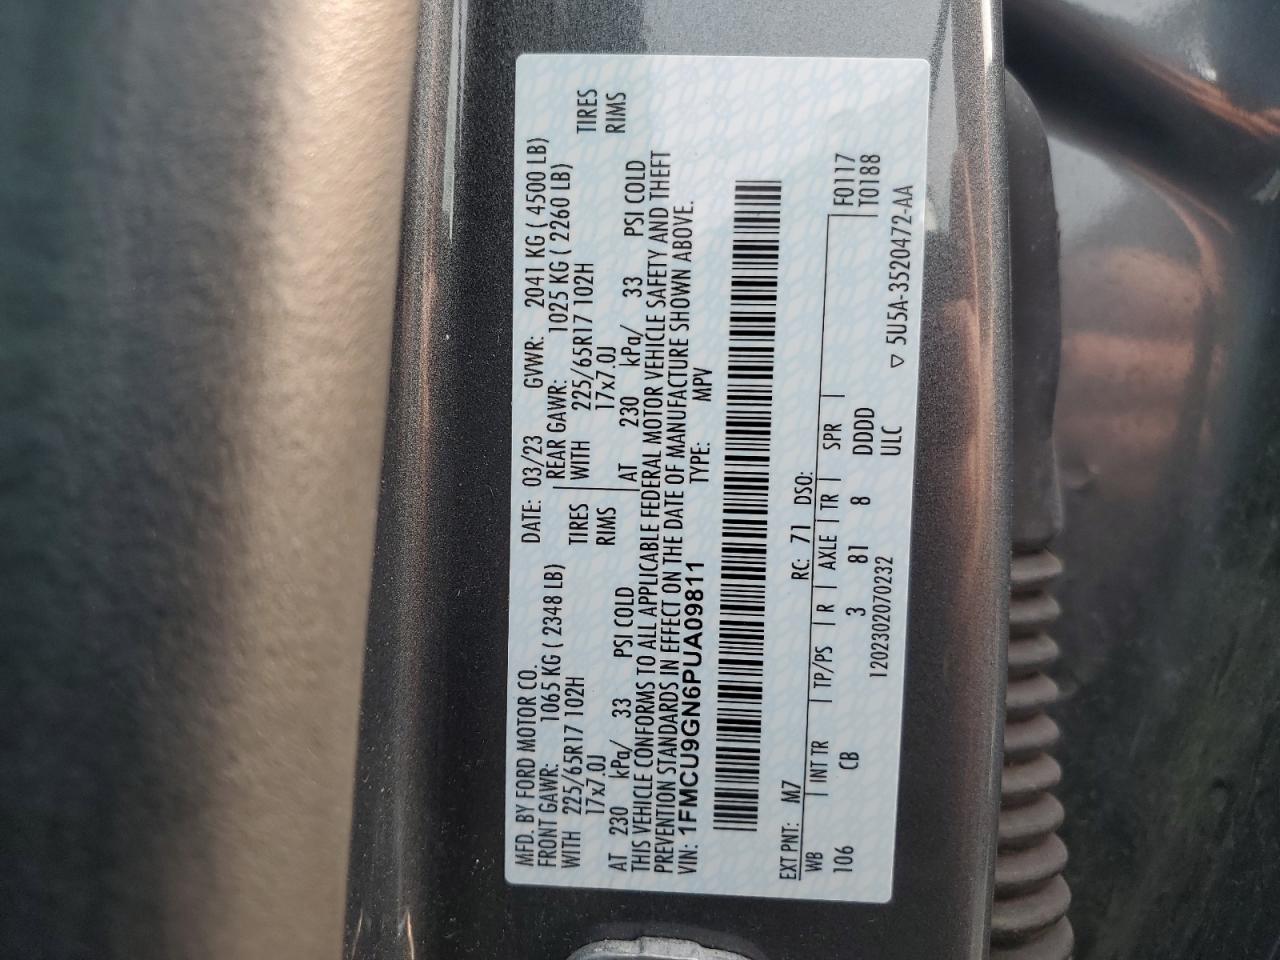 MFD. BY FORD MOTOR CO.
DATE: 03/23 GVWR: 2041 KG ( 4500 LB)
FRONT GAWR: 1065 KG ( 2348 LB) REAR GAWR: 1025 KG ( 2260 LB)
WITH 225/65R17 102H TIRES WITH 225/65R17 102H TIRES
17x7.0J RIMS 17x7.0J RIMS
AT 230 kPa/ 33 PSI COLD AT 230 kPa/ 33 PSI COLD
THIS VEHICLE CONFORMS TO ALL APPLICABLE FEDERAL MOTOR VEHICLE SAFETY AND THEFT
PREVENTION STANDARDS IN EFFECT ON THE DATE OF MANUFACTURE SHOWN ABOVE.
VIN: 1FMCU9GN6PUA09811 TYPE: MPV
EXT PNT: M7 RC: 71 DSO:
WB INT TR TP/PS R AXLE TR SPR F0117
106 CB 3 81 8 DDDD T0188
1202302070232 ULC
▽ 5U5A-3520472-AA